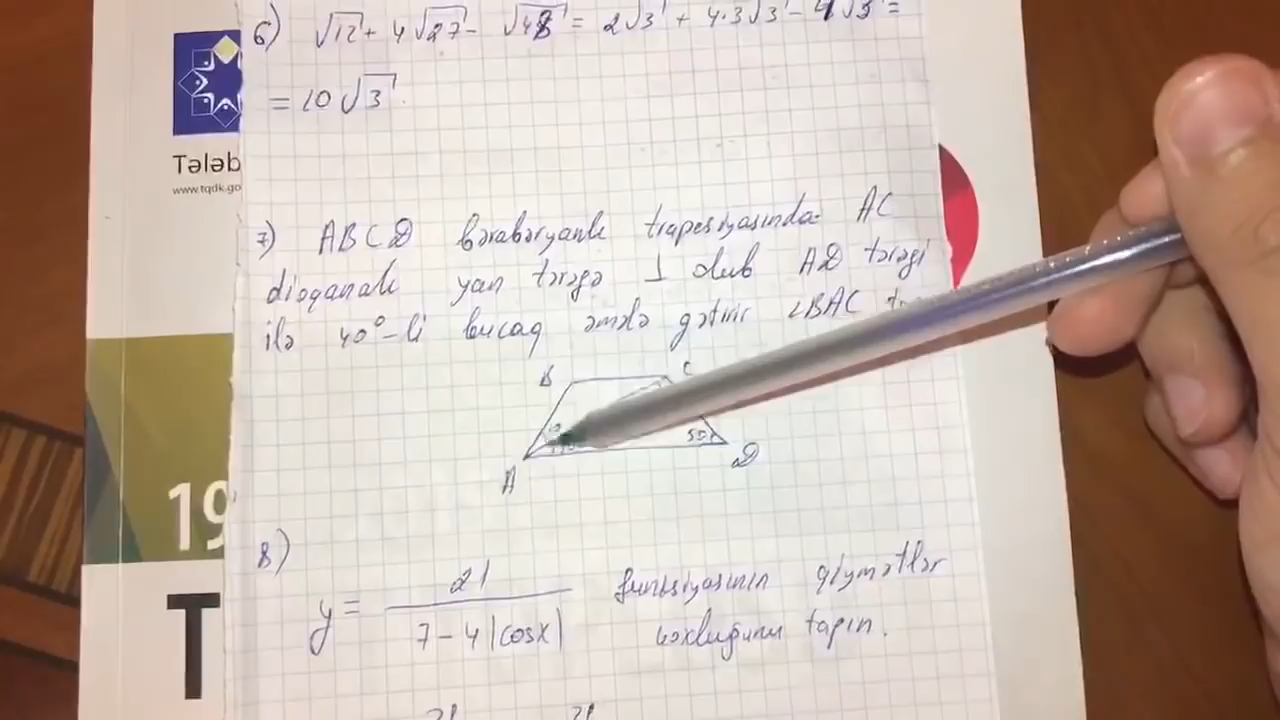 6) √12 + 4√27 - √48 = 2√3 + 4·3√3 - 4√3 =
= 10√3
Tələb
www.tqdk.go
7) ABCD bərabəryanlı trapesiyasında AC
dioqanalı yan tərəfə ⊥ olub AD tərəfi
ilə 40°-li bucaq əmələ gətirir ∠BAC
B C
50
A D
19
8)
y = 21 / 7 - 4|cosx| funksiyasının qiymətlər
çoxluğunu tapın.
T
21 21